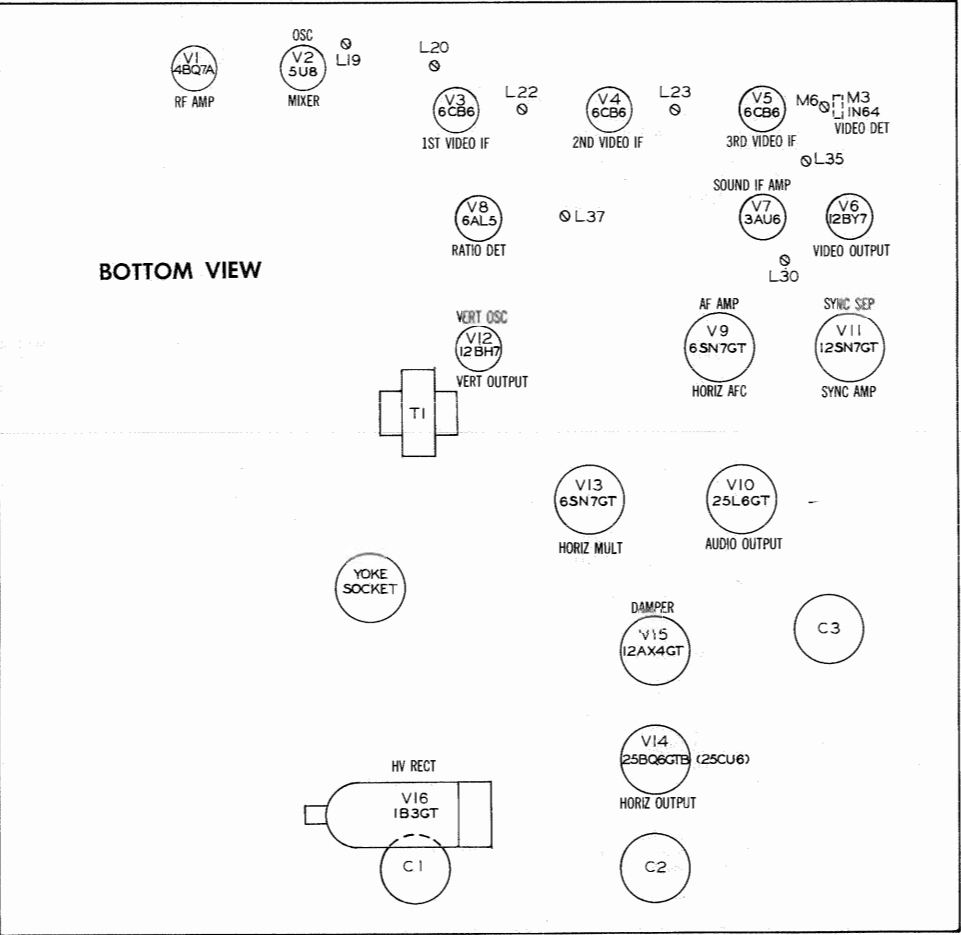 V1
4BQ7A
RF AMP
OSC
V2
5U8
MIXER
L19
L20
V3
6CB6
1ST VIDEO IF
L22
V4
6CB6
2ND VIDEO IF
L23
V5
6CB6
3RD VIDEO IF
M6
M3
IN64
VIDEO DET
L35
V8
6AL5
RATIO DET
L37
SOUND IF AMP
V7
3AU6
V6
12BY7
VIDEO OUTPUT
L30
BOTTOM VIEW
VERT OSC
V12
12BH7
VERT OUTPUT
AF AMP
V9
6SN7GT
HORIZ AFC
SYNC SEP
V11
12SN7GT
SYNC AMP
T1
V13
6SN7GT
HORIZ MULT
V10
25L6GT
AUDIO OUTPUT
YOKE
SOCKET
DAMPER
V15
12AX4GT
C3
V14
25BQ6GTB (25CU6)
HORIZ OUTPUT
HV RECT
V16
1B3GT
C1
C2